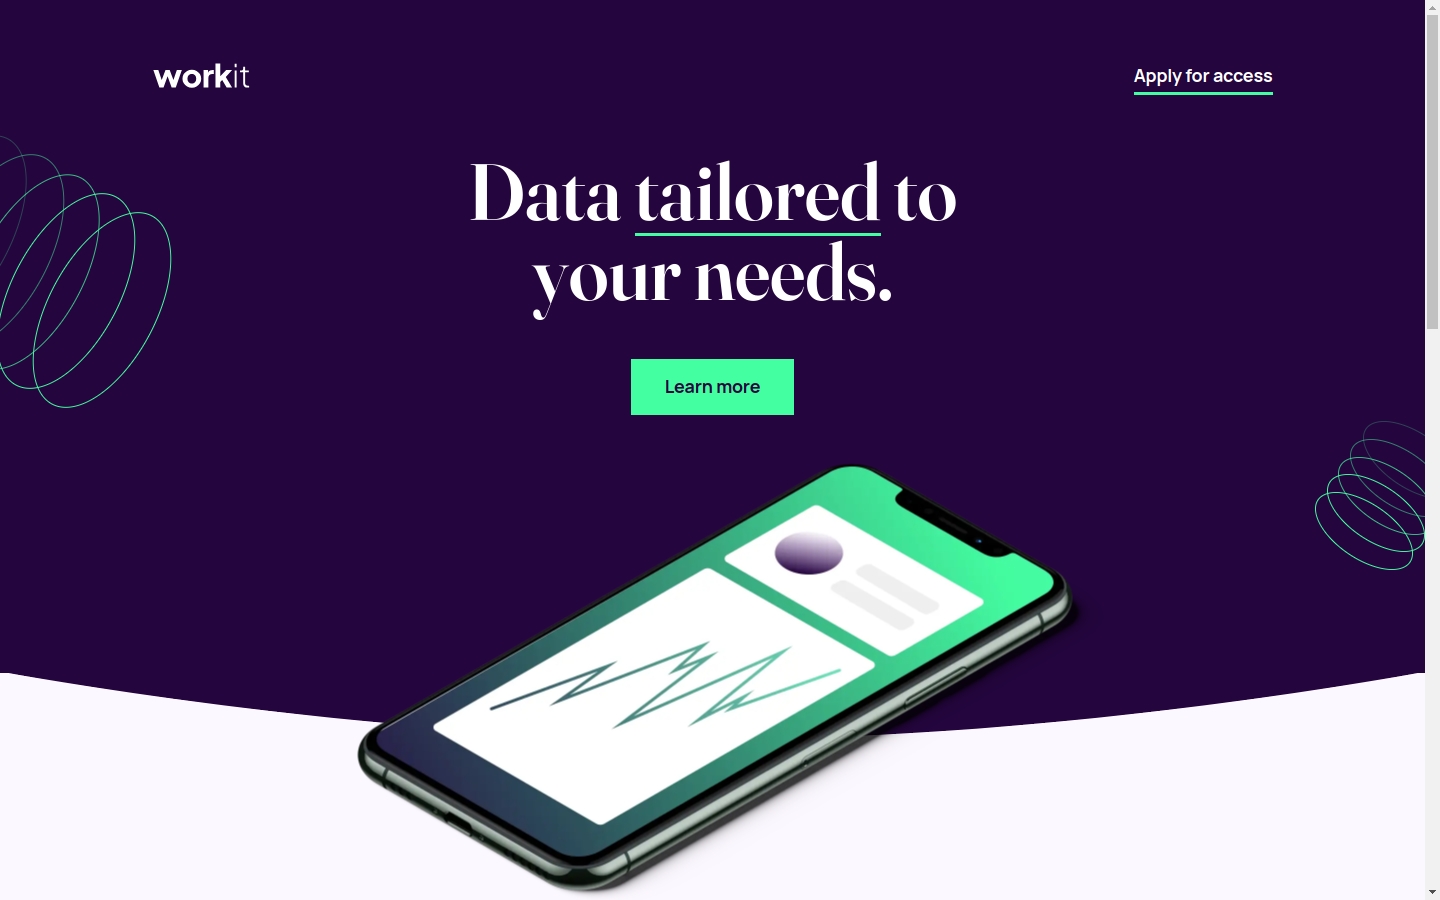 workit
Apply for access
Data tailored to
your needs.
Learn more